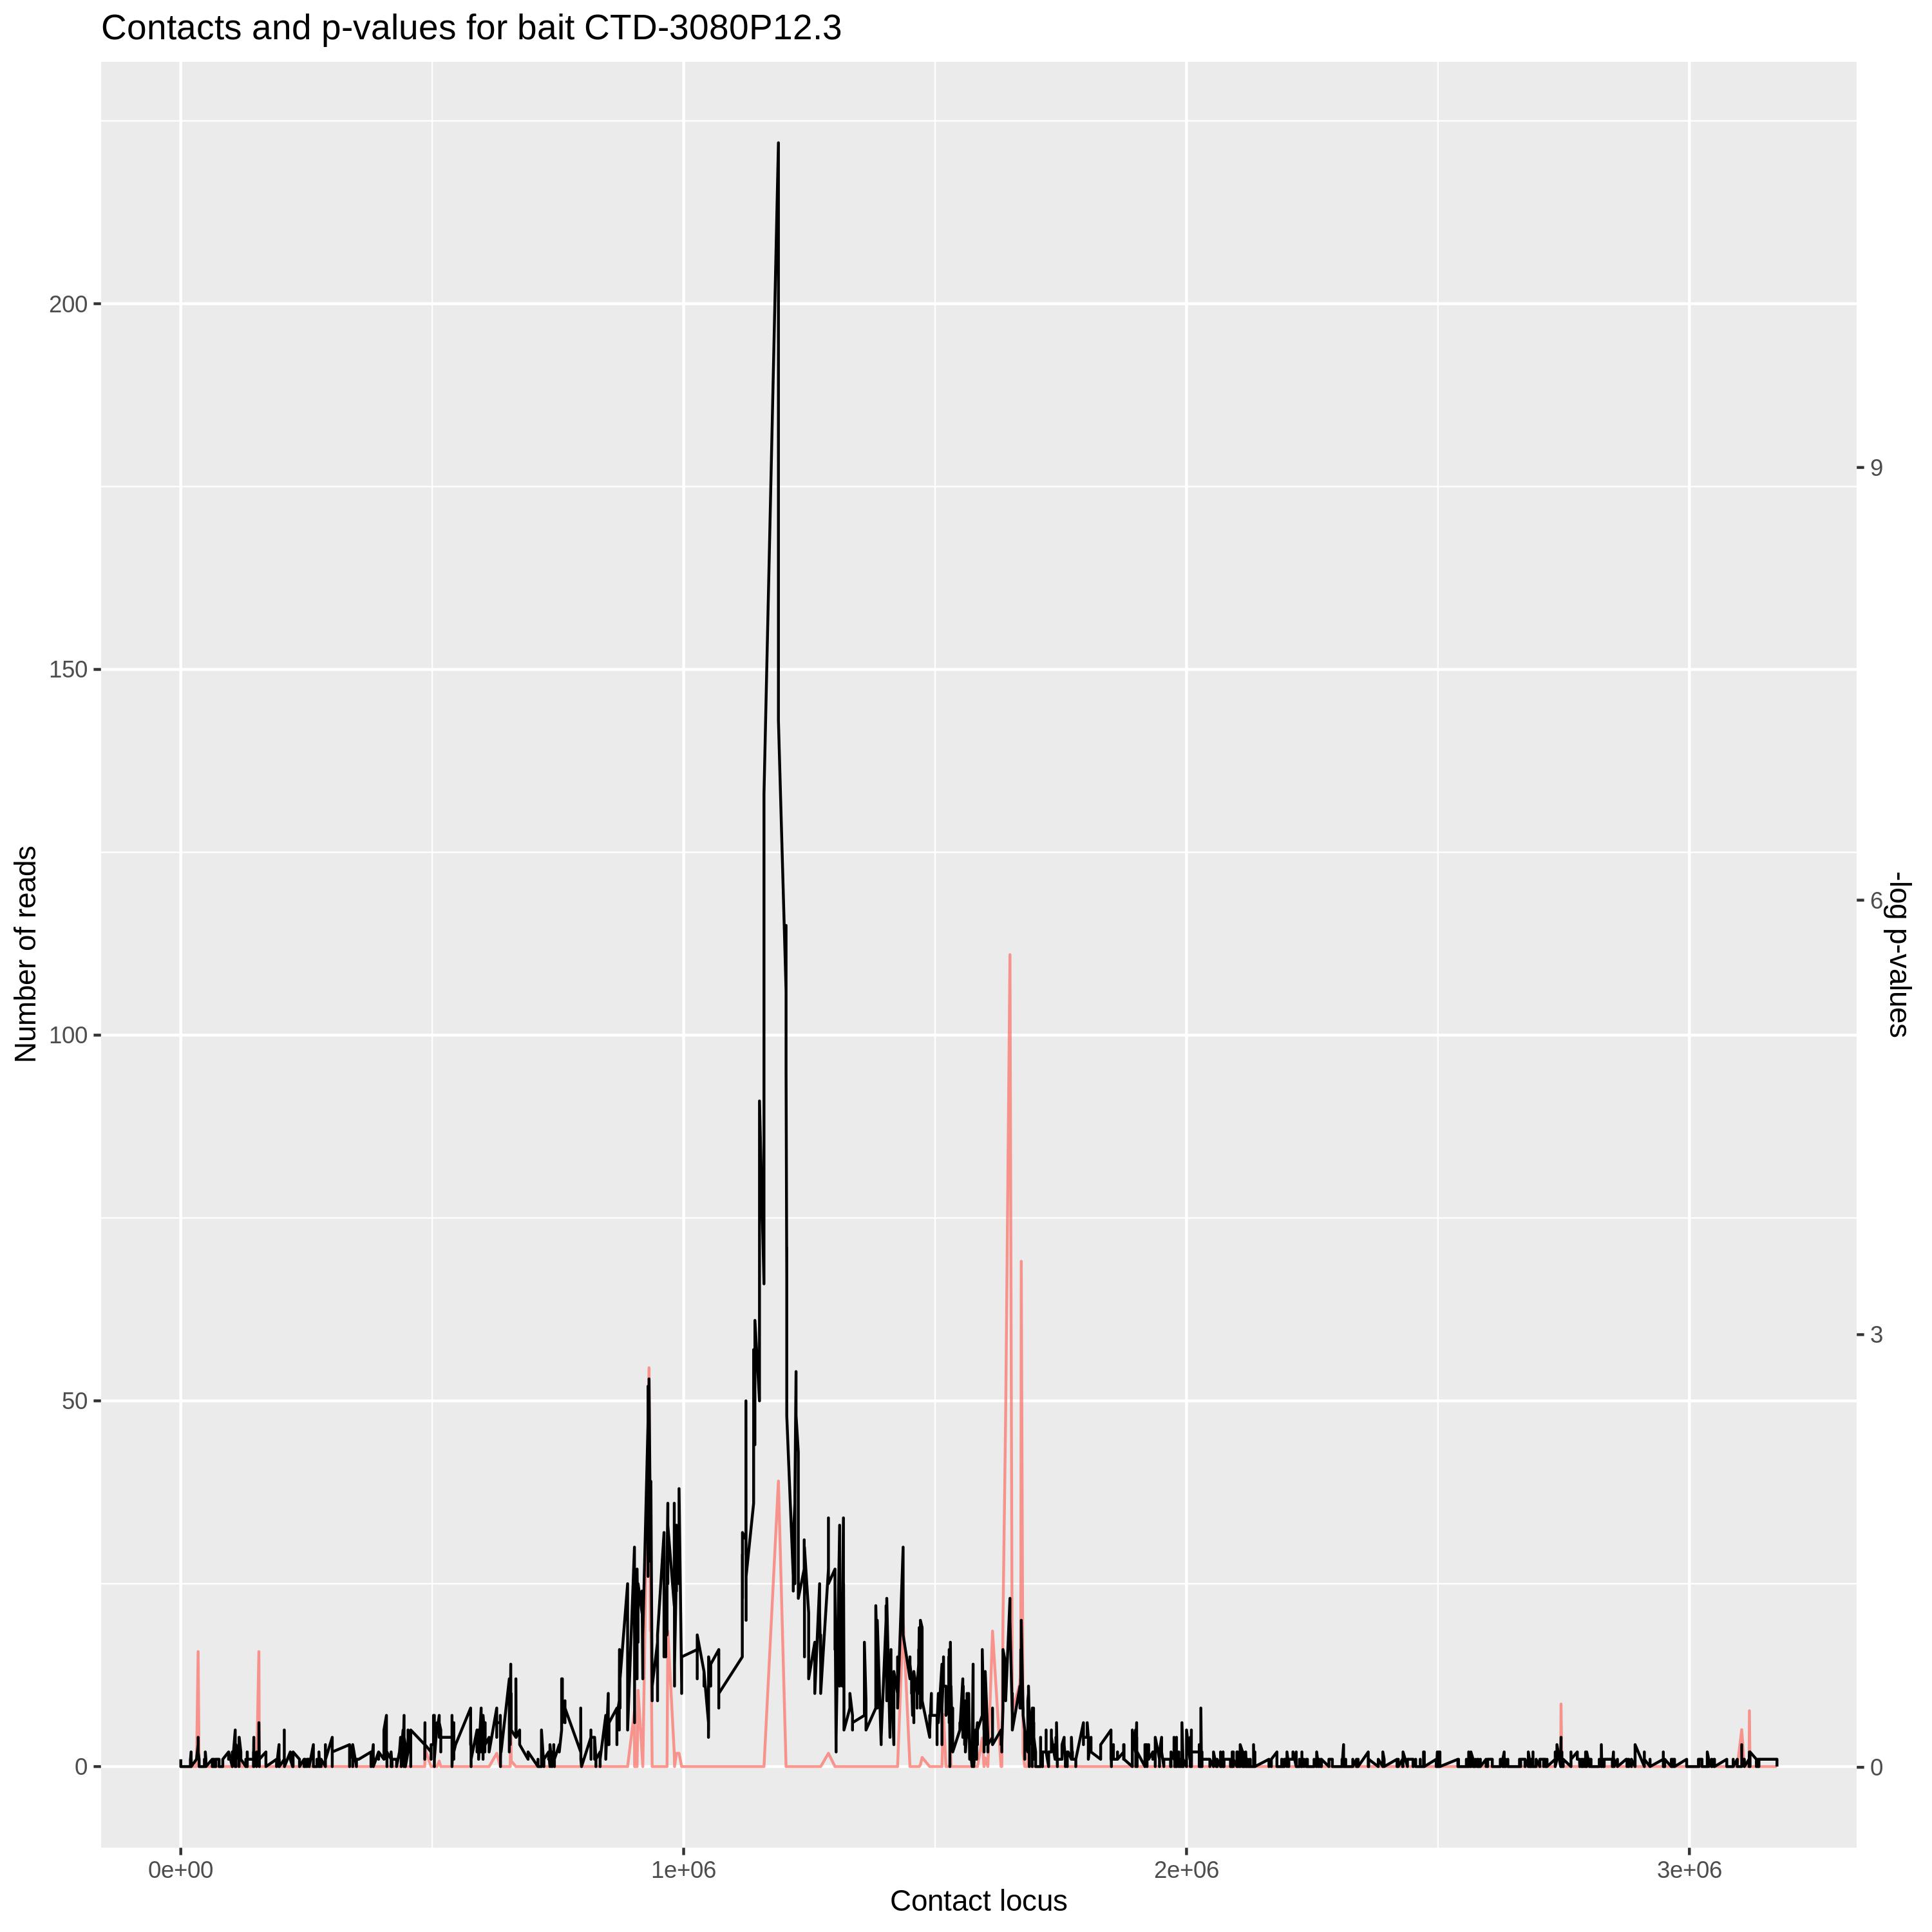 Contacts and p-values for bait CTD-3080P12.3
200
150
100
50
0
Number of reads
9
6
3
0
-log p-values
0e+00 1e+06 2e+06 3e+06
Contact locus